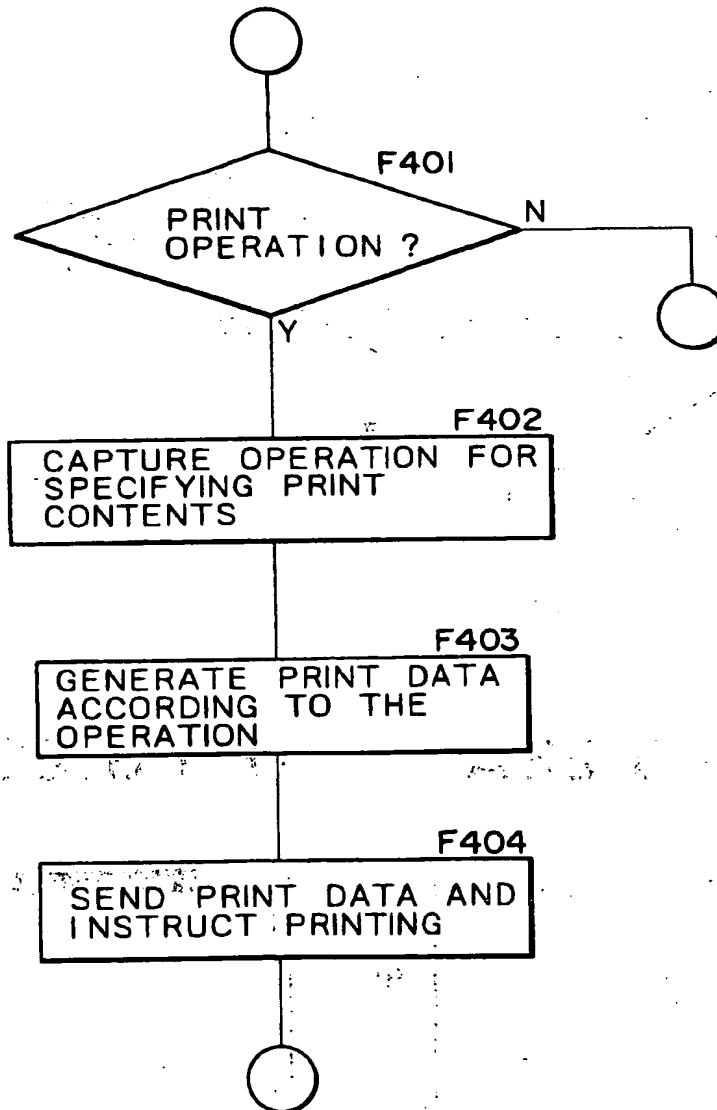 F401
PRINT
OPERATION ?
N
Y
F402
CAPTURE OPERATION FOR
SPECIFYING PRINT
CONTENTS
F403
GENERATE PRINT DATA
ACCORDING TO THE
OPERATION
F404
SEND PRINT DATA AND
INSTRUCT PRINTING